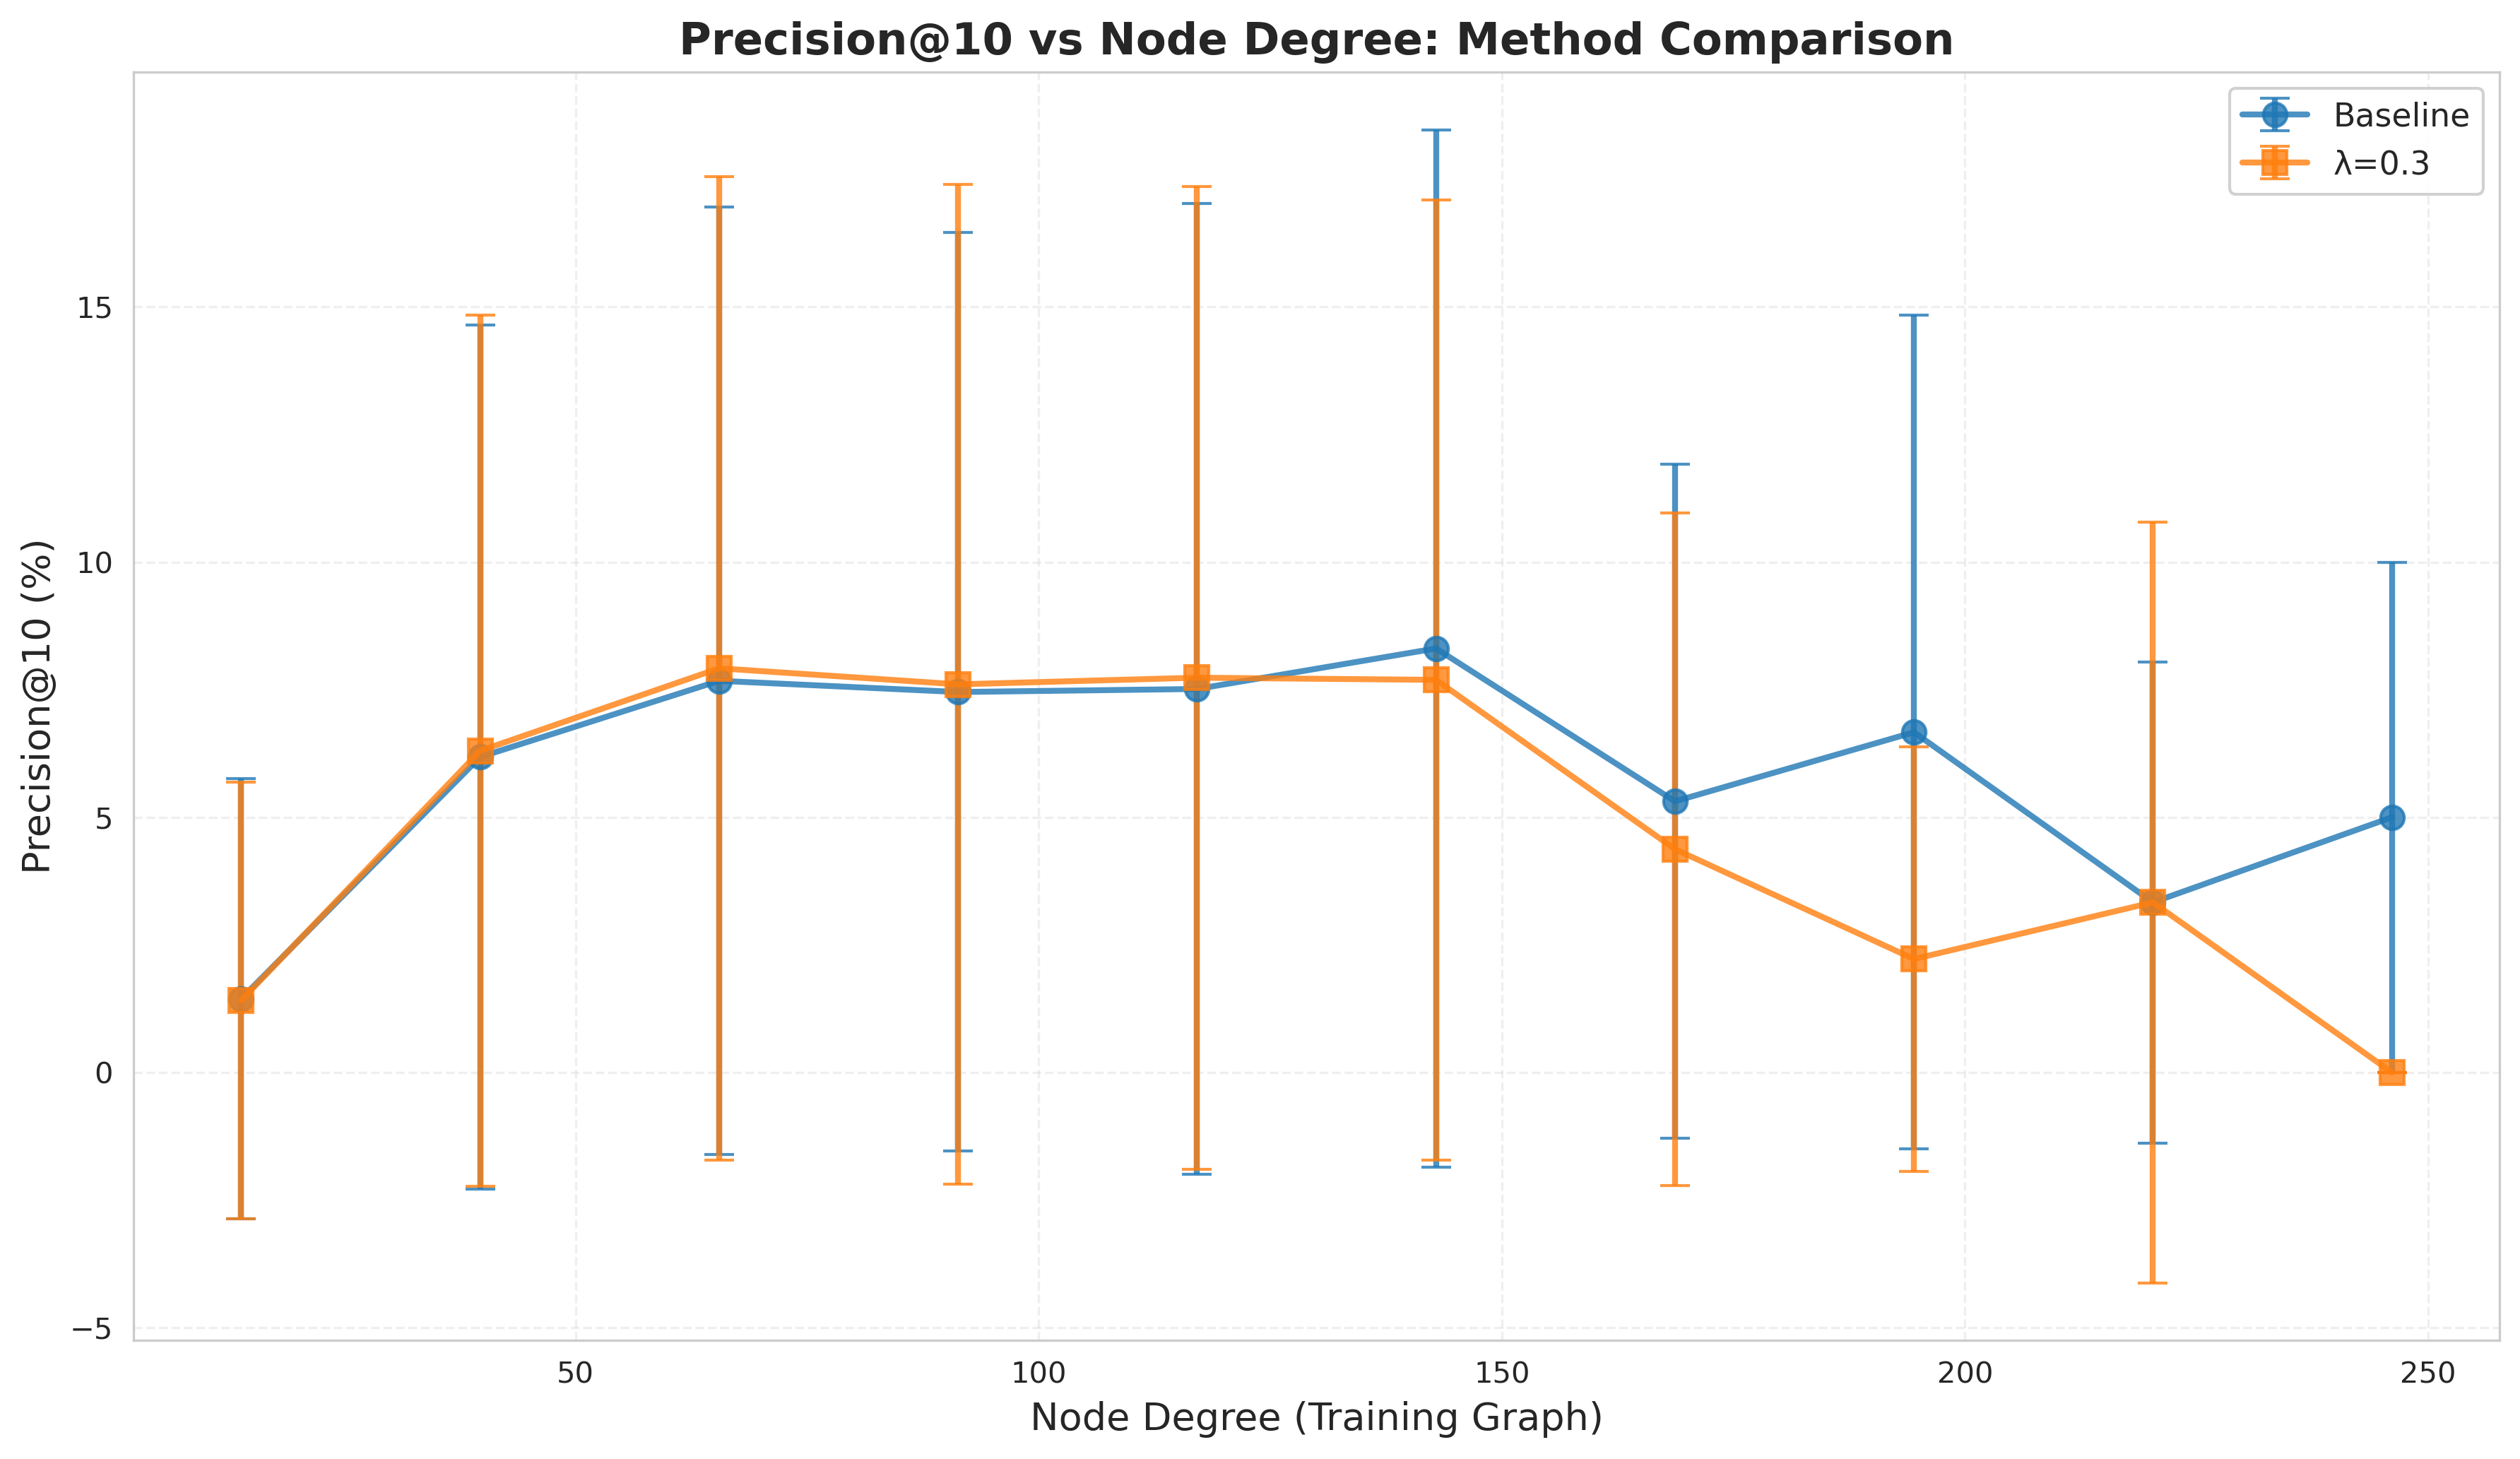 Precision@10 vs Node Degree: Method Comparison
Baseline
λ=0.3
Precision@10 (%)
15
10
5
0
−5
50
100
150
200
250
Node Degree (Training Graph)